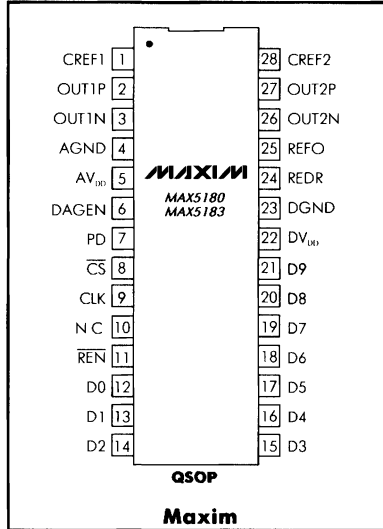 CREF1 1 28 CREF2
OUT1P 2 27 OUT2P
OUT1N 3 26 OUT2N
AGND 4 25 REFO
AVDD 5 MAXIM 24 REDR
MAX5180
DAGEN 6 MAX5183 23 DGND
PD 7 22 DVDD
CS 8 21 D9
CLK 9 20 D8
N C 10 19 D7
REN 11 18 D6
D0 12 17 D5
D1 13 16 D4
D2 14 15 D3
QSOP
Maxim